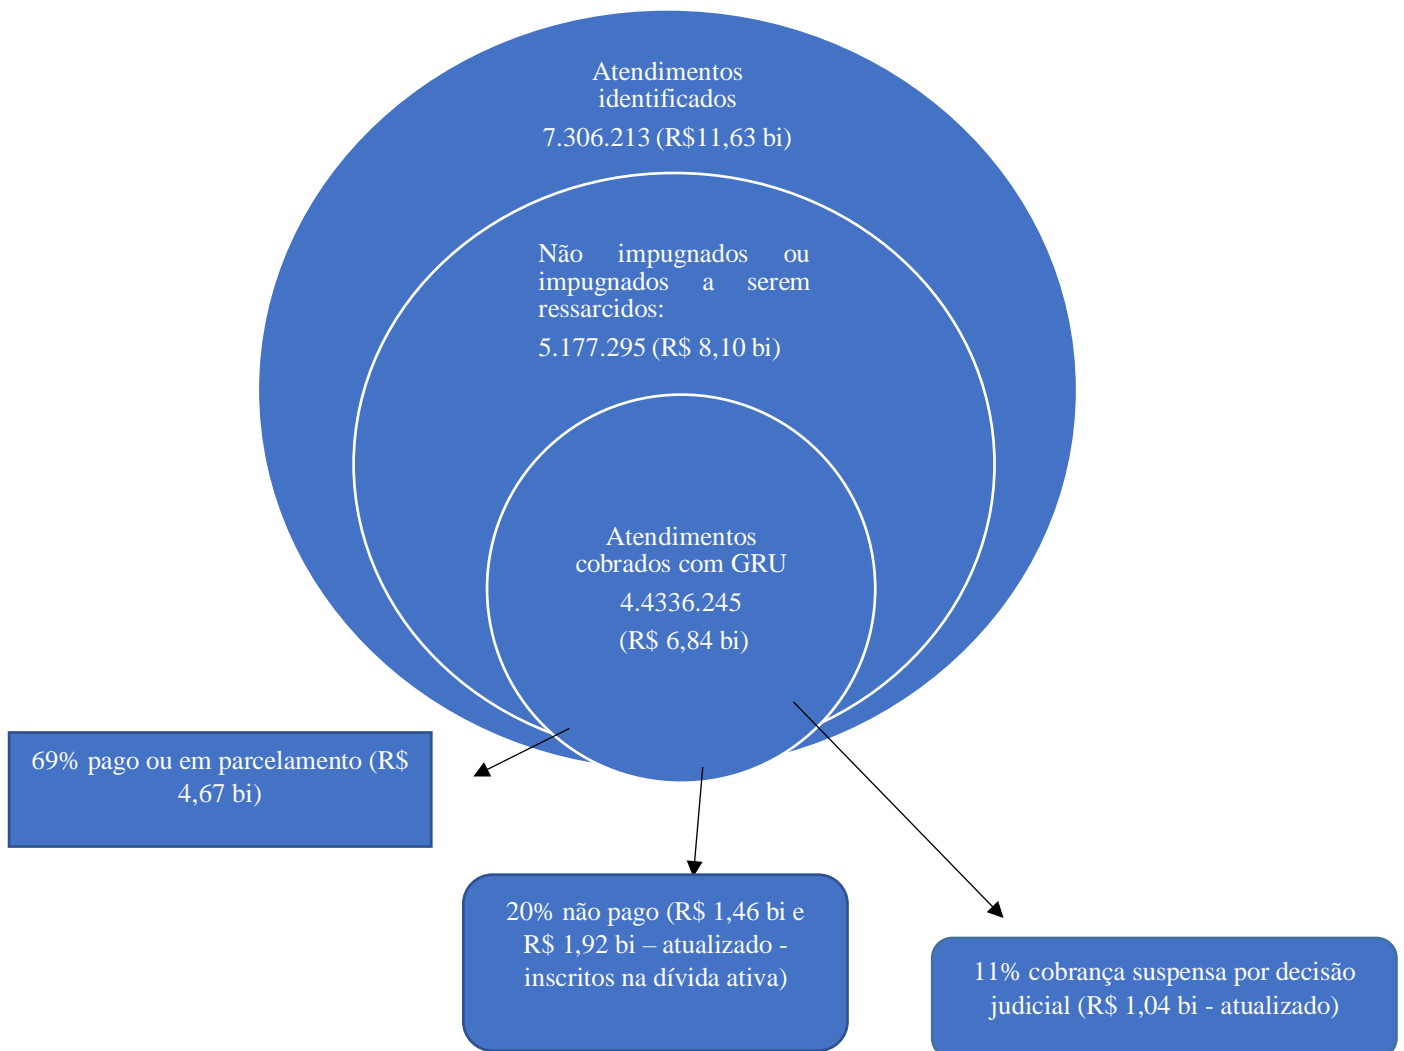 Atendimentos
identificados
7.306.213 (R$11,63 bi)
Não impugnados ou
impugnados a serem
ressarcidos:
5.177.295 (R$ 8,10 bi)
Atendimentos
cobrados com GRU
4.4336.245
(R$ 6,84 bi)
69% pago ou em parcelamento (R$
4,67 bi)
20% não pago (R$ 1,46 bi e
R$ 1,92 bi – atualizado -
inscritos na dívida ativa)
11% cobrança suspensa por decisão
judicial (R$ 1,04 bi - atualizado)